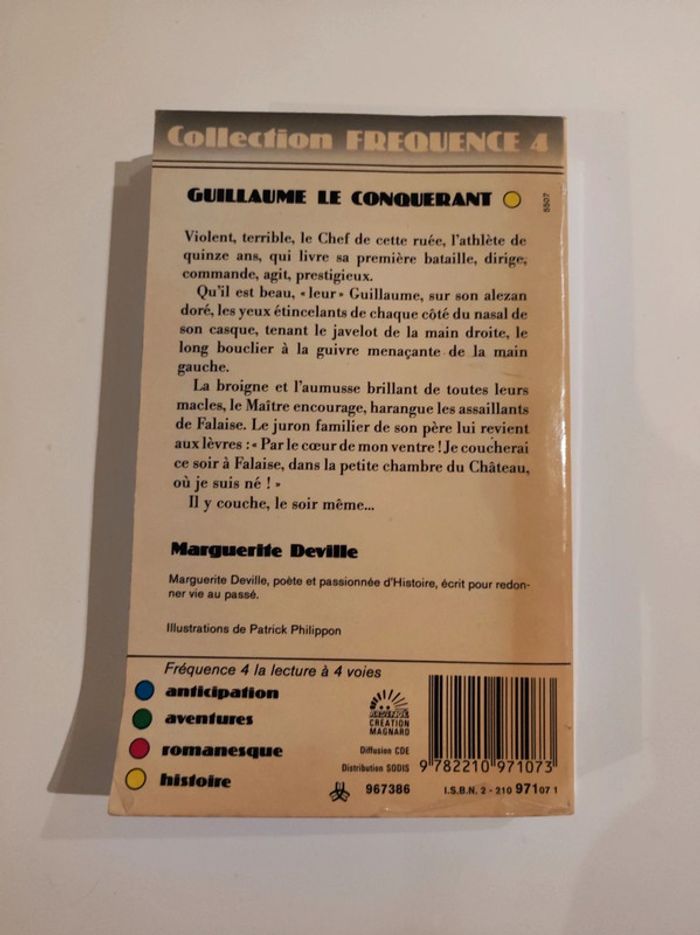 Collection FREQUENCE 4
GUILLAUME LE CONQUERANT
5507
Violent, terrible, le Chef de cette ruée, l'athlète de
quinze ans, qui livre sa première bataille, dirige,
commande, agit, prestigieux.
Qu'il est beau, « leur » Guillaume, sur son alezan
doré, les yeux étincelants de chaque côté du nasal de
son casque, tenant le javelot de la main droite, le
long bouclier à la guivre menaçante de la main
gauche.
La broigne et l'aumusse brillant de toutes leurs
macles, le Maître encourage, harangue les assaillants
de Falaise. Le juron familier de son père lui revient
aux lèvres : « Par le cœur de mon ventre ! Je coucherai
ce soir à Falaise, dans la petite chambre du Château,
où je suis né ! »
Il y couche, le soir même...
Marguerite Deville
Marguerite Deville, poète et passionnée d'Histoire, écrit pour redon-
ner vie au passé.
Illustrations de Patrick Philippon
Fréquence 4 la lecture à 4 voies
anticipation
aventures
romanesque
histoire
CREATION
MAGNARD
Diffusion CDE
Distribution SODIS
967386
9 782210 971073
I.S.B.N. 2 - 210 97107 1